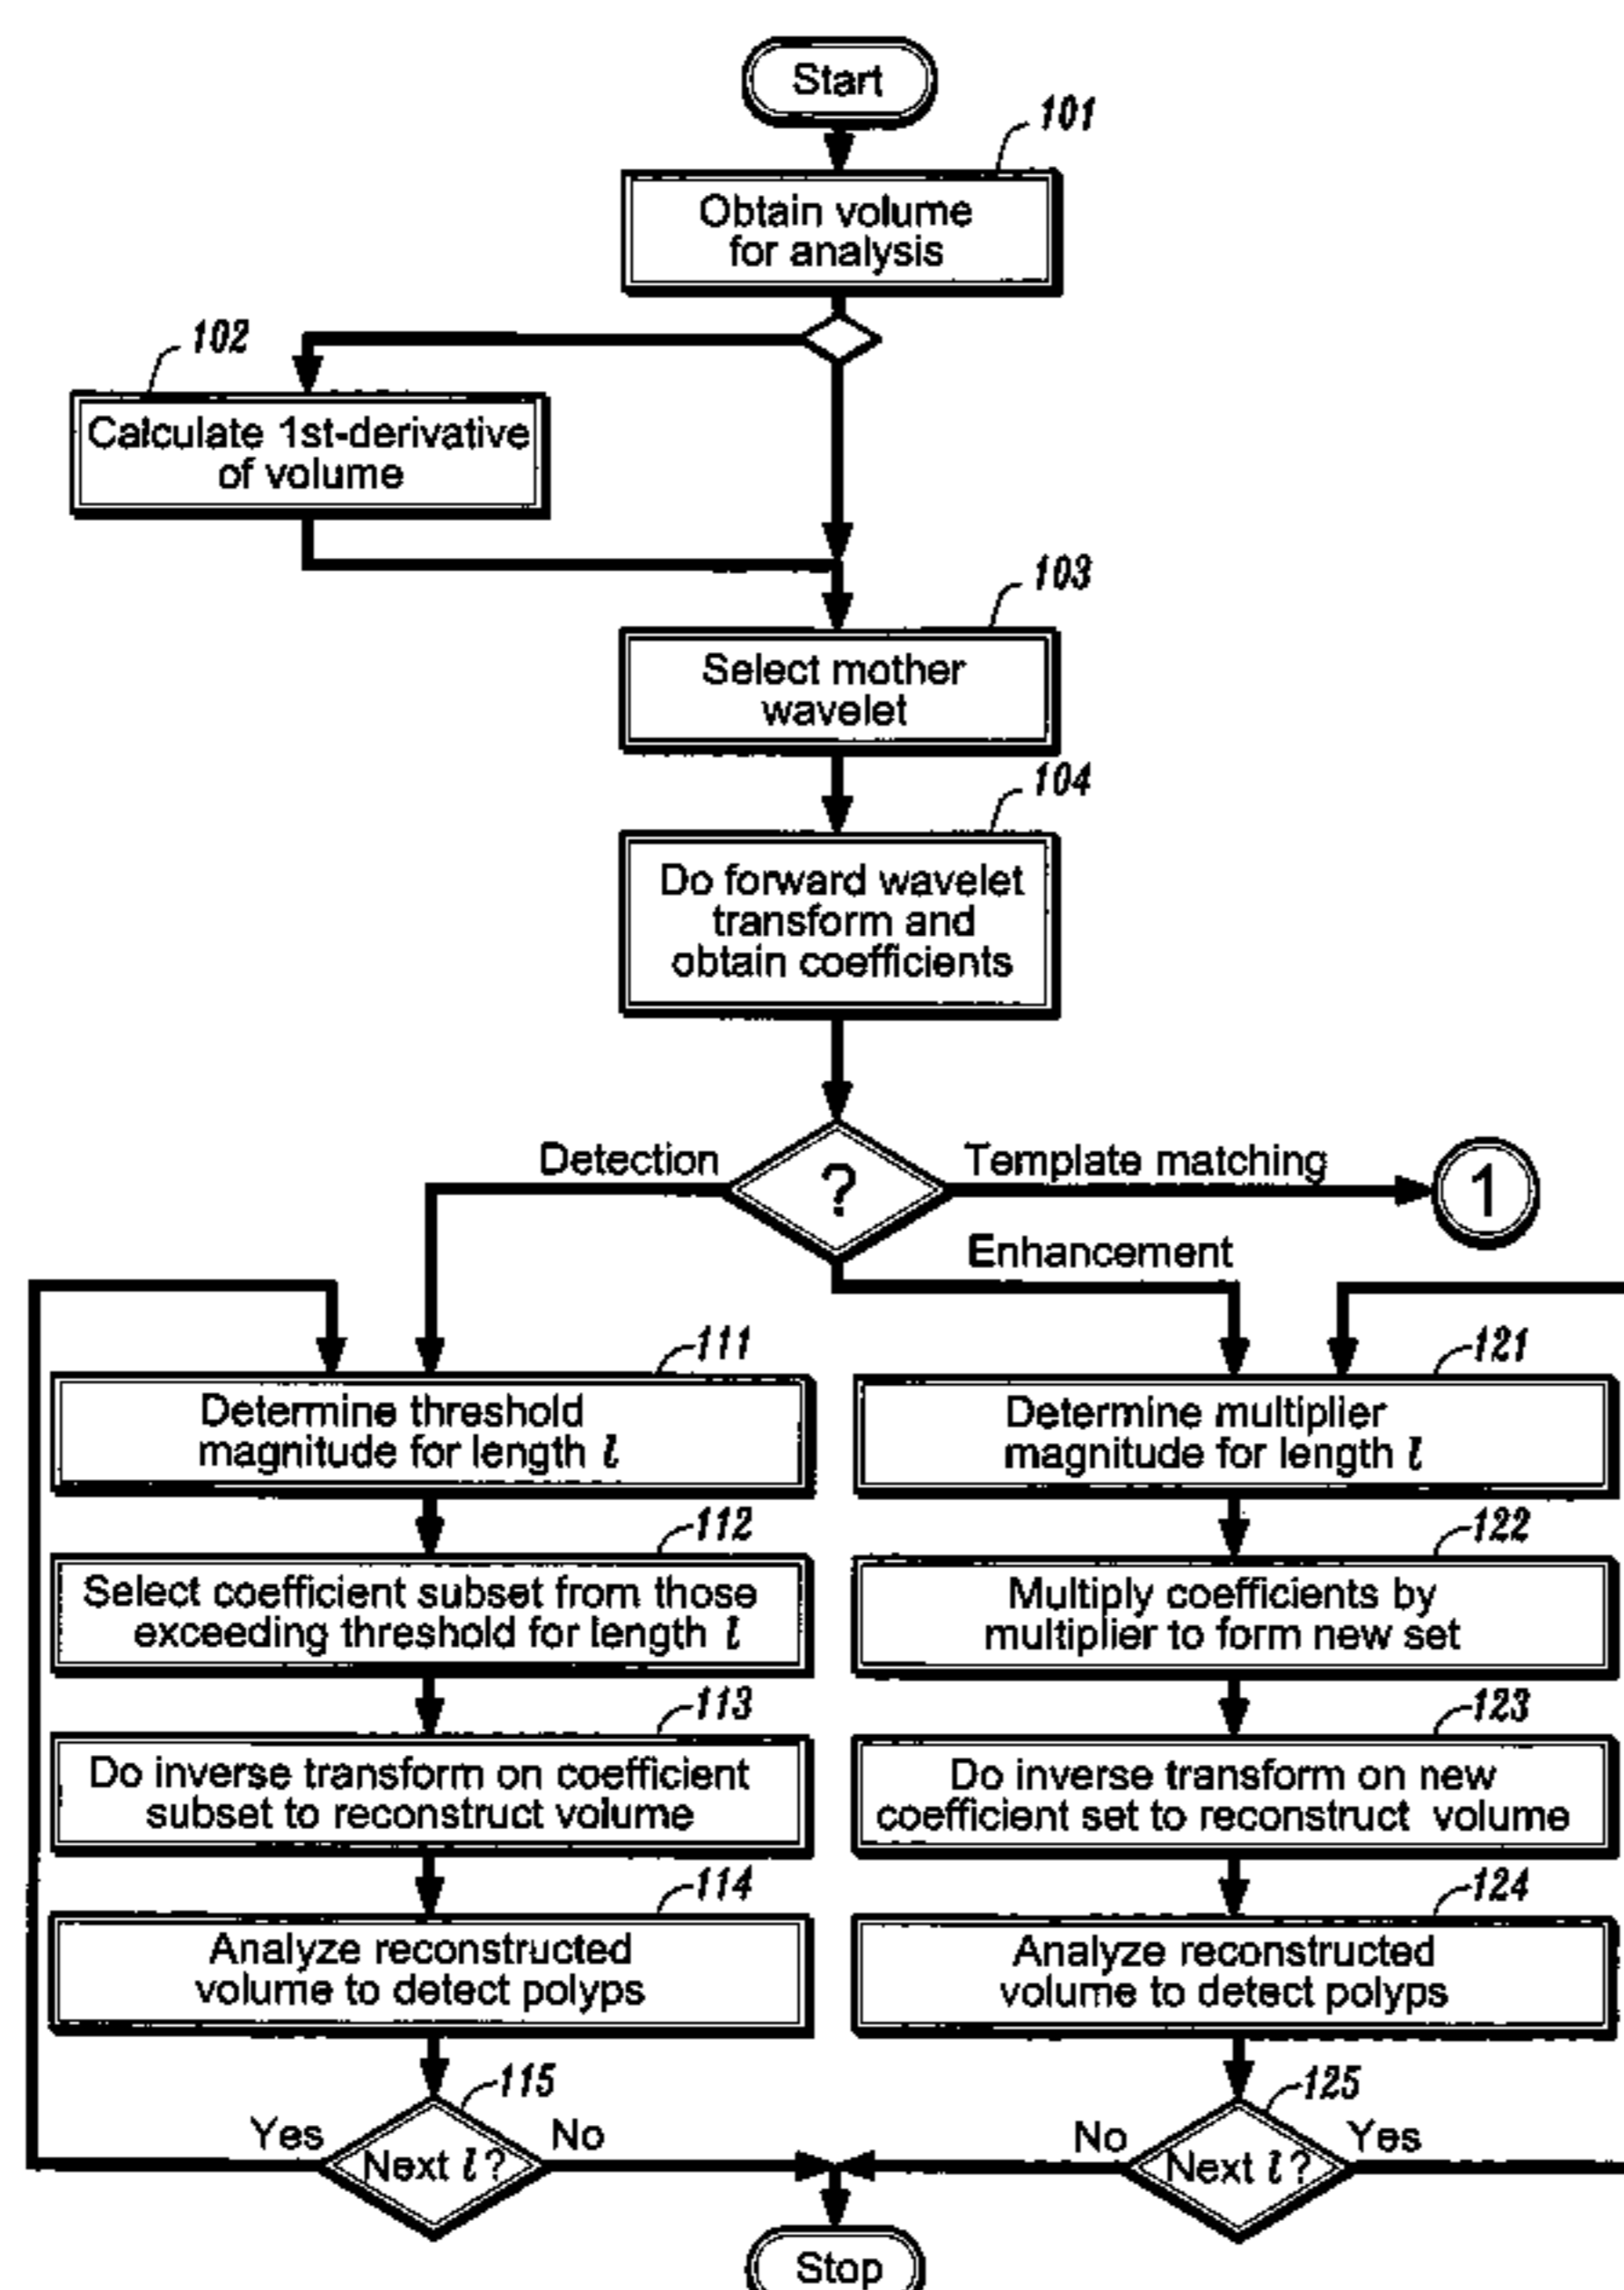 Start
101
Obtain volume
for analysis
102
Calculate 1st-derivative
of volume
103
Select mother
wavelet
104
Do forward wavelet
transform and
obtain coefficients
Detection
?
Template matching
1
Enhancement
111
Determine threshold
magnitude for length l
112
Select coefficient subset from those
exceeding threshold for length l
113
Do inverse transform on coefficient
subset to reconstruct volume
114
Analyze reconstructed
volume to detect polyps
115
Yes
Next l?
No
121
Determine multiplier
magnitude for length l
122
Multiply coefficients by
multiplier to form new set
123
Do inverse transform on new
coefficient set to reconstruct volume
124
Analyze reconstructed
volume to detect polyps
125
No
Next l?
Yes
Stop